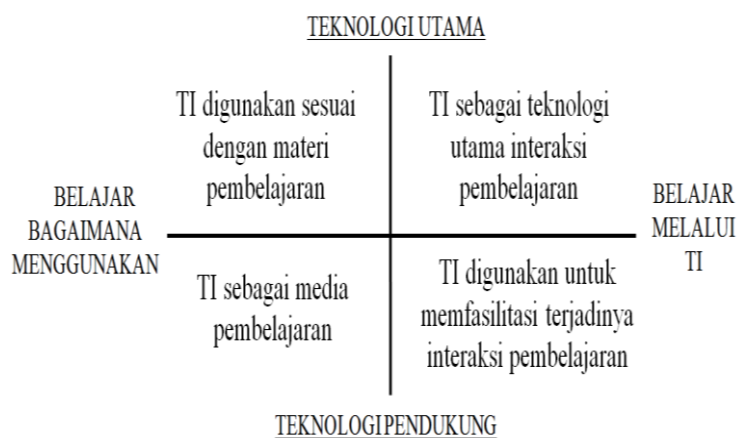 TEKNOLOGI UTAMA
TI digunakan sesuai
dengan materi
pembelajaran
TI sebagai teknologi
utama interaksi
pembelajaran
BELAJAR
BAGAIMANA
MENGGUNAKAN
BELAJAR
MELALUI
TI
TI sebagai media
pembelajaran
TI digunakan untuk
memfasilitasi terjadinya
interaksi pembelajaran
TEKNOLOGI PENDUKUNG